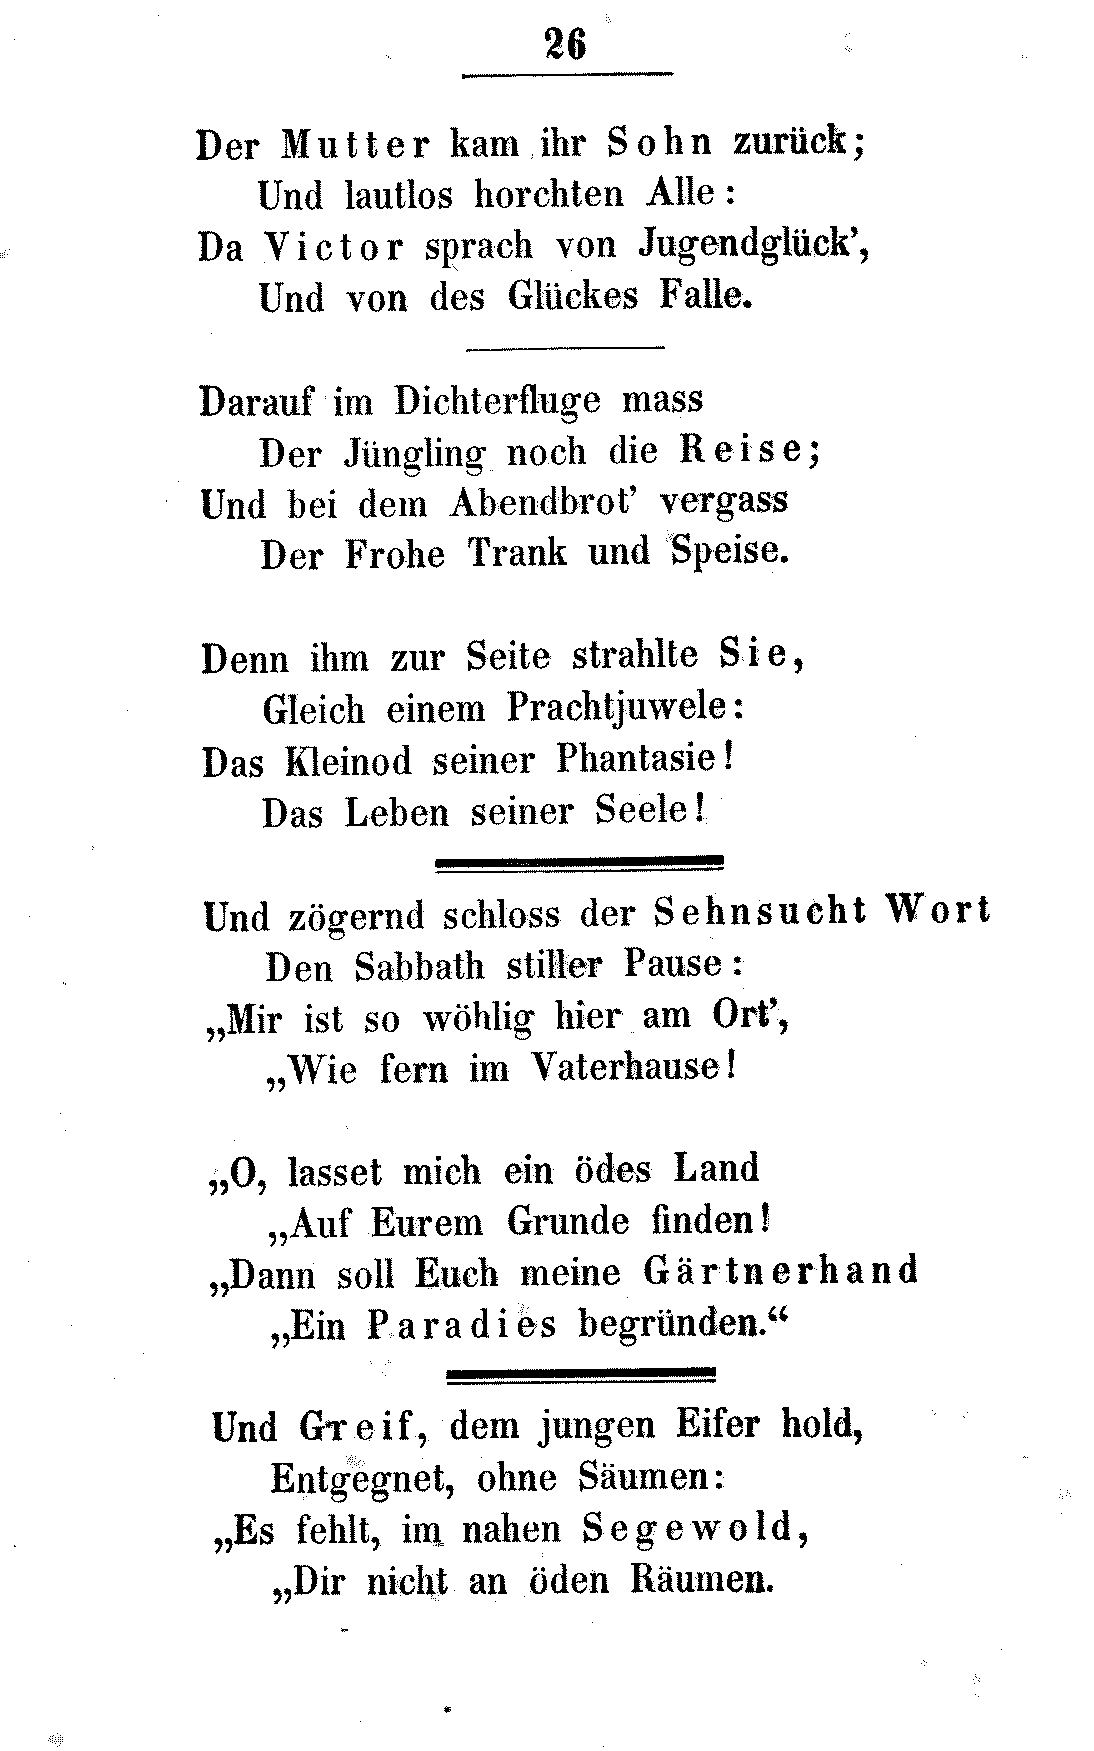 26
Der Mutter kam ihr Sohn zurück;
Und lautlos horchten Alle:
Da Victor sprach von Jugendglück’,
Und von des Glückes Falle.
Darauf im Dichterfluge mass
Der Jüngling noch die Reise;
Und bei dem Abendbrot’ vergass
Der Frohe Trank und Speise.
Denn ihm zur Seite strahlte Sie,
Gleich einem Prachtjuwele:
Das Kleinod seiner Phantasie!
Das Leben seiner Seele!
Und zögernd schloss der Sehnsucht Wort
Den Sabbath stiller Pause:
„Mir ist so wöhlig hier am Ort’,
„Wie fern im Vaterhause!
„O, lasset mich ein ödes Land
„Auf Eurem Grunde finden!
„Dann soll Euch meine Gärtnerhand
„Ein Paradies begründen.“
Und Greif, dem jungen Eifer hold,
Entgegnet, ohne Säumen:
„Es fehlt, im nahen Segewold,
„Dir nicht an öden Räumen.